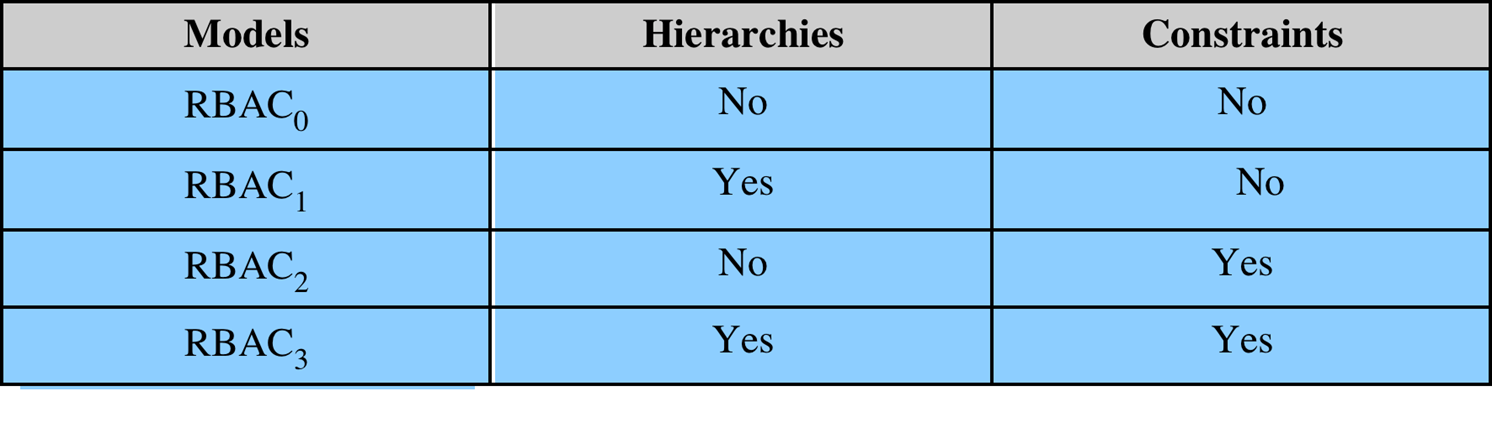 Models Hierarchies Constraints
RBAC₀ No No
RBAC₁ Yes No
RBAC₂ No Yes
RBAC₃ Yes Yes